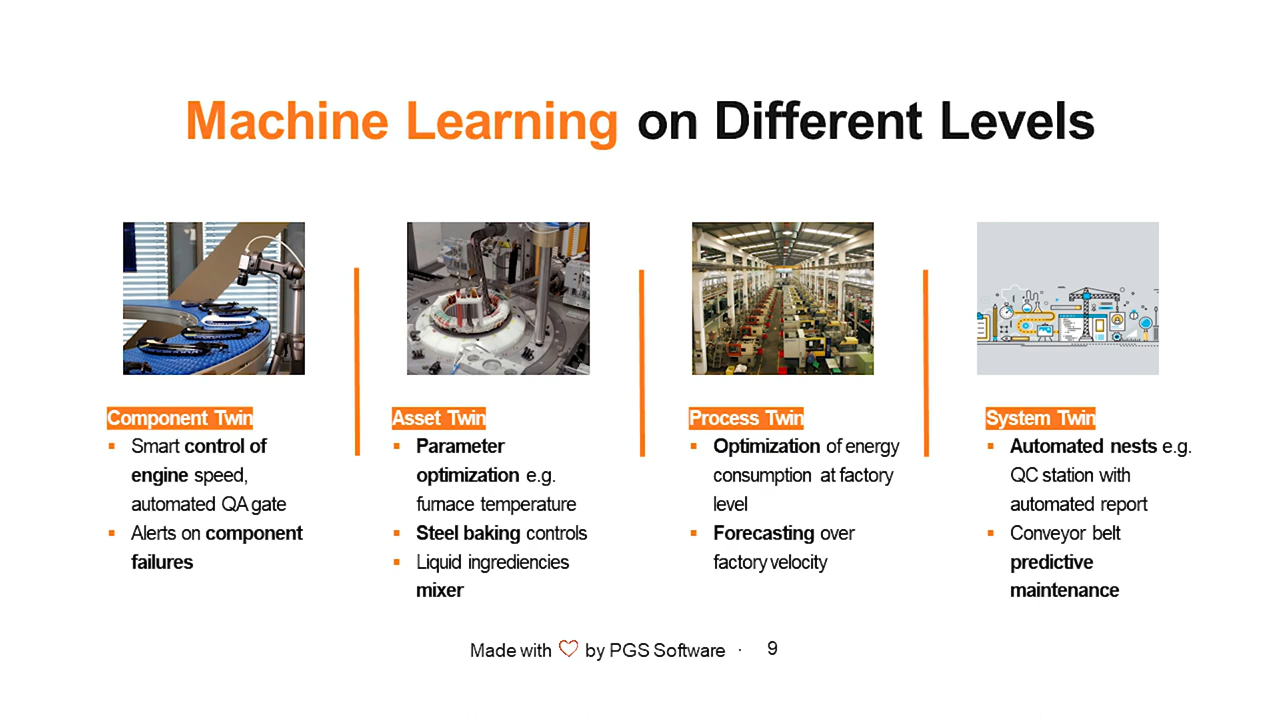 Machine Learning on Different Levels
Component Twin
▪ Smart control of
engine speed,
automated QA gate
▪ Alerts on component
failures
Asset Twin
▪ Parameter
optimization e.g.
furnace temperature
▪ Steel baking controls
▪ Liquid ingrediencies
mixer
Process Twin
▪ Optimization of energy
consumption at factory
level
▪ Forecasting over
factory velocity
System Twin
▪ Automated nests e.g.
QC station with
automated report
▪ Conveyor belt
predictive
maintenance
Made with ♡ by PGS Software · 9